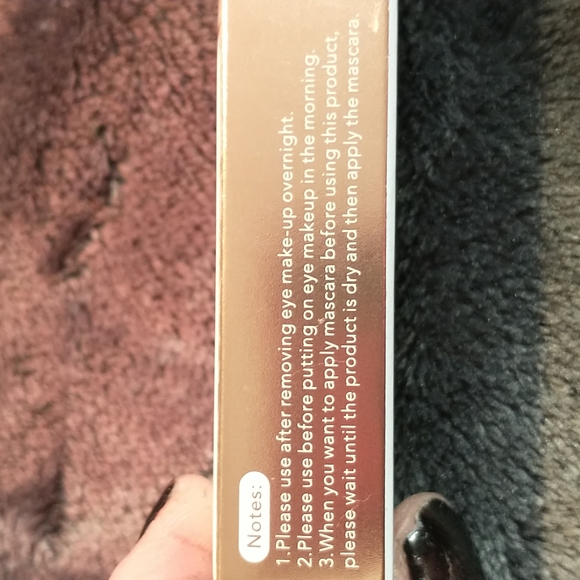 Notes:
1.Please use after removing eye make-up overnight.
2.Please use before putting on eye makeup in the morning.
3.When you want to apply mascara before using this product,
please wait until the product is dry and then apply the mascara.